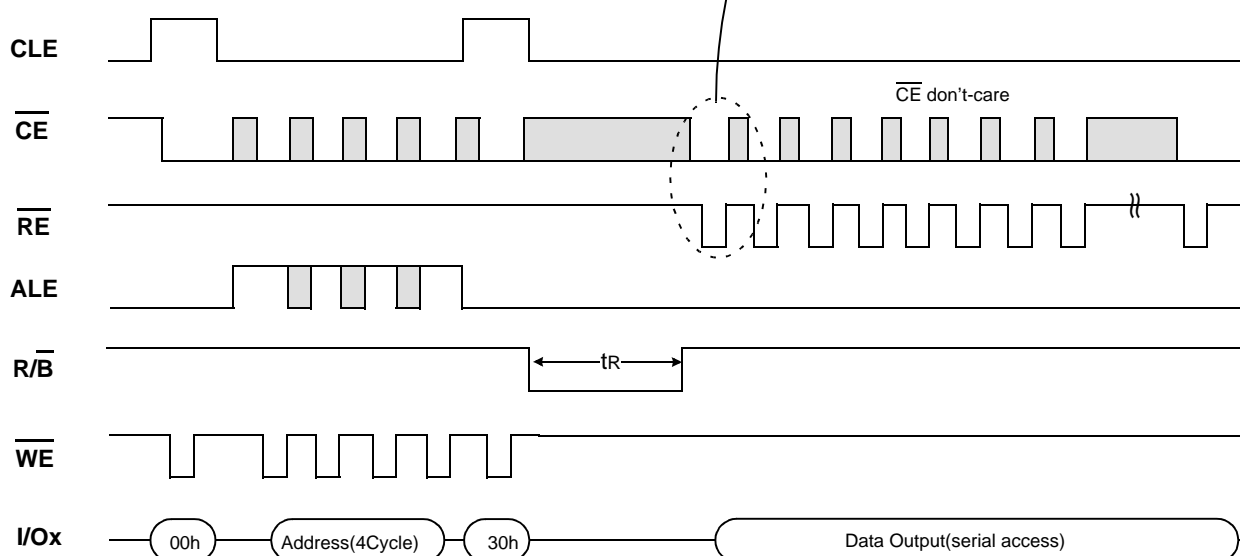 CLE
CE
CE don't-care
RE
ALE
R/B
tR
WE
I/Ox
00h
Address(4Cycle)
30h
Data Output(serial access)